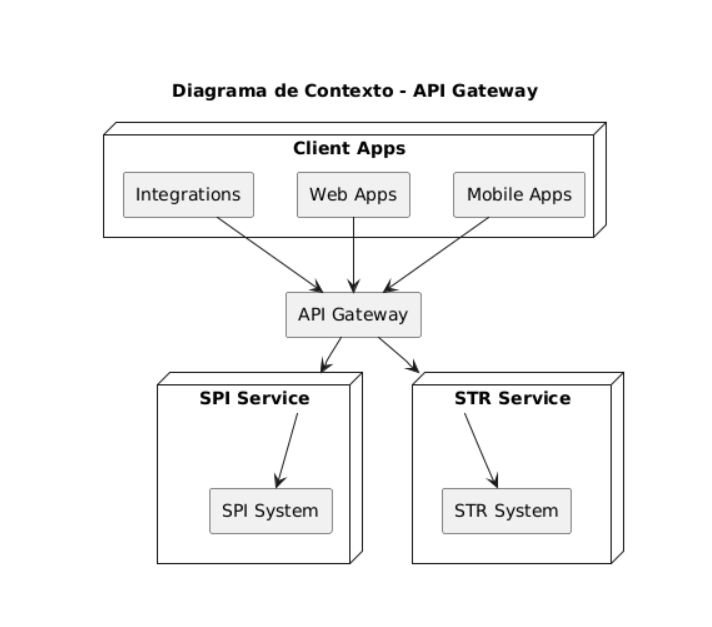 Diagrama de Contexto - API Gateway
Client Apps
Integrations
Web Apps
Mobile Apps
API Gateway
SPI Service
STR Service
SPI System
STR System